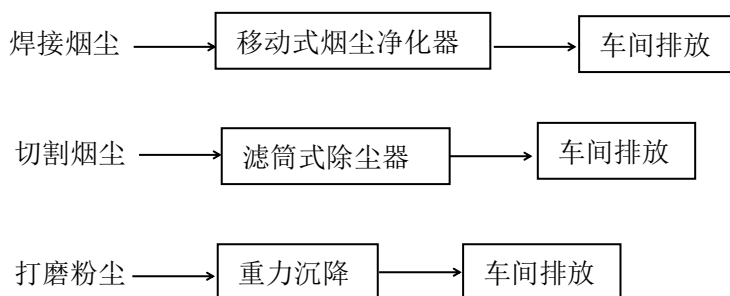 焊接烟尘 移动式烟尘净化器 车间排放
切割烟尘 滤筒式除尘器 车间排放
打磨粉尘 重力沉降 车间排放